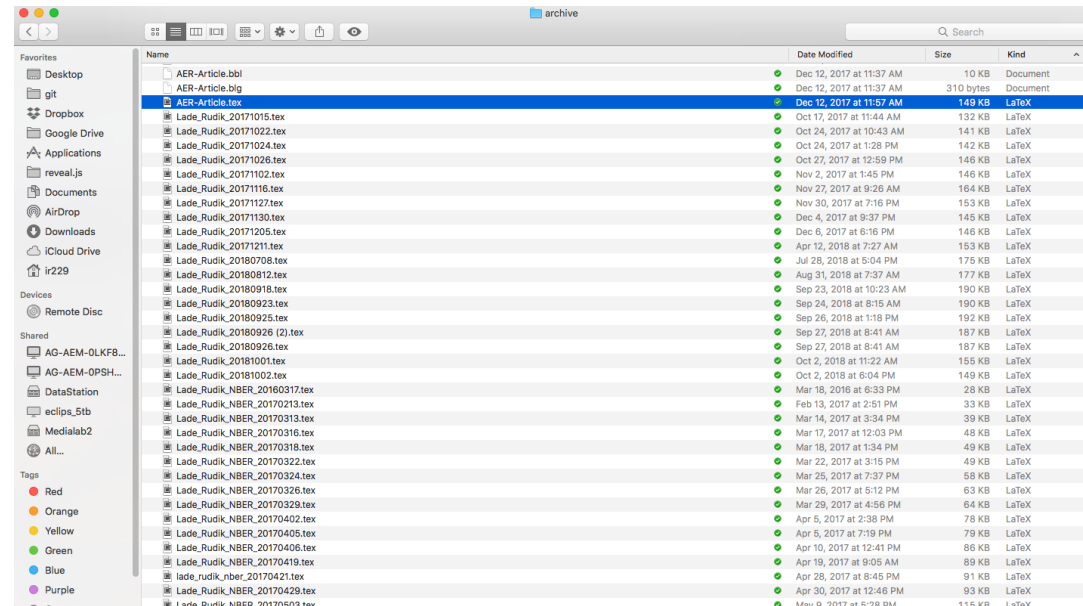 archive
Search
Favorites
Desktop
git
Dropbox
Google Drive
Applications
reveal.js
Documents
AirDrop
Downloads
iCloud Drive
ir229
Devices
Remote Disc
Shared
AG-AEM-0LKF8...
AG-AEM-0PSH...
DataStation
eclips_5tb
Medialab2
All...
Tags
Red
Orange
Yellow
Green
Blue
Purple
Name Date Modified Size Kind
AER-Article.bbl Dec 12, 2017 at 11:37 AM 10 KB Document
AER-Article.blg Dec 12, 2017 at 11:37 AM 310 bytes Document
AER-Article.tex Dec 12, 2017 at 11:57 AM 149 KB LaTeX
Lade_Rudik_20171015.tex Oct 17, 2017 at 11:44 AM 132 KB LaTeX
Lade_Rudik_20171022.tex Oct 24, 2017 at 10:43 AM 141 KB LaTeX
Lade_Rudik_20171024.tex Oct 24, 2017 at 1:28 PM 142 KB LaTeX
Lade_Rudik_20171026.tex Oct 27, 2017 at 12:59 PM 146 KB LaTeX
Lade_Rudik_20171102.tex Nov 2, 2017 at 1:45 PM 146 KB LaTeX
Lade_Rudik_20171116.tex Nov 27, 2017 at 9:26 AM 164 KB LaTeX
Lade_Rudik_20171127.tex Nov 30, 2017 at 7:16 PM 153 KB LaTeX
Lade_Rudik_20171130.tex Dec 4, 2017 at 9:37 PM 145 KB LaTeX
Lade_Rudik_20171205.tex Dec 6, 2017 at 6:16 PM 146 KB LaTeX
Lade_Rudik_20171211.tex Apr 12, 2018 at 7:27 AM 153 KB LaTeX
Lade_Rudik_20180708.tex Jul 28, 2018 at 5:04 PM 175 KB LaTeX
Lade_Rudik_20180812.tex Aug 31, 2018 at 7:37 AM 177 KB LaTeX
Lade_Rudik_20180918.tex Sep 23, 2018 at 10:23 AM 190 KB LaTeX
Lade_Rudik_20180923.tex Sep 24, 2018 at 8:15 AM 190 KB LaTeX
Lade_Rudik_20180925.tex Sep 26, 2018 at 1:18 PM 192 KB LaTeX
Lade_Rudik_20180926 (2).tex Sep 27, 2018 at 8:41 AM 187 KB LaTeX
Lade_Rudik_20180926.tex Sep 27, 2018 at 8:41 AM 187 KB LaTeX
Lade_Rudik_20181001.tex Oct 2, 2018 at 11:22 AM 155 KB LaTeX
Lade_Rudik_20181002.tex Oct 2, 2018 at 6:04 PM 149 KB LaTeX
Lade_Rudik_NBER_20160317.tex Mar 18, 2016 at 6:33 PM 28 KB LaTeX
Lade_Rudik_NBER_20170213.tex Feb 13, 2017 at 2:51 PM 33 KB LaTeX
Lade_Rudik_NBER_20170313.tex Mar 14, 2017 at 3:34 PM 39 KB LaTeX
Lade_Rudik_NBER_20170316.tex Mar 17, 2017 at 12:03 PM 48 KB LaTeX
Lade_Rudik_NBER_20170318.tex Mar 18, 2017 at 1:34 PM 49 KB LaTeX
Lade_Rudik_NBER_20170322.tex Mar 22, 2017 at 3:15 PM 49 KB LaTeX
Lade_Rudik_NBER_20170324.tex Mar 25, 2017 at 7:37 PM 58 KB LaTeX
Lade_Rudik_NBER_20170326.tex Mar 26, 2017 at 5:12 PM 63 KB LaTeX
Lade_Rudik_NBER_20170329.tex Mar 29, 2017 at 4:56 PM 64 KB LaTeX
Lade_Rudik_NBER_20170402.tex Apr 5, 2017 at 2:38 PM 78 KB LaTeX
Lade_Rudik_NBER_20170405.tex Apr 5, 2017 at 7:19 PM 79 KB LaTeX
Lade_Rudik_NBER_20170406.tex Apr 10, 2017 at 12:41 PM 86 KB LaTeX
Lade_Rudik_NBER_20170419.tex Apr 19, 2017 at 9:05 AM 89 KB LaTeX
lade_rudik_nber_20170421.tex Apr 28, 2017 at 8:45 PM 91 KB LaTeX
Lade_Rudik_NBER_20170429.tex Apr 30, 2017 at 12:46 PM 93 KB LaTeX
Lade_Rudik_NBER_20170503.tex May 9, 2017 at 5:28 PM 115 KB LaTeX